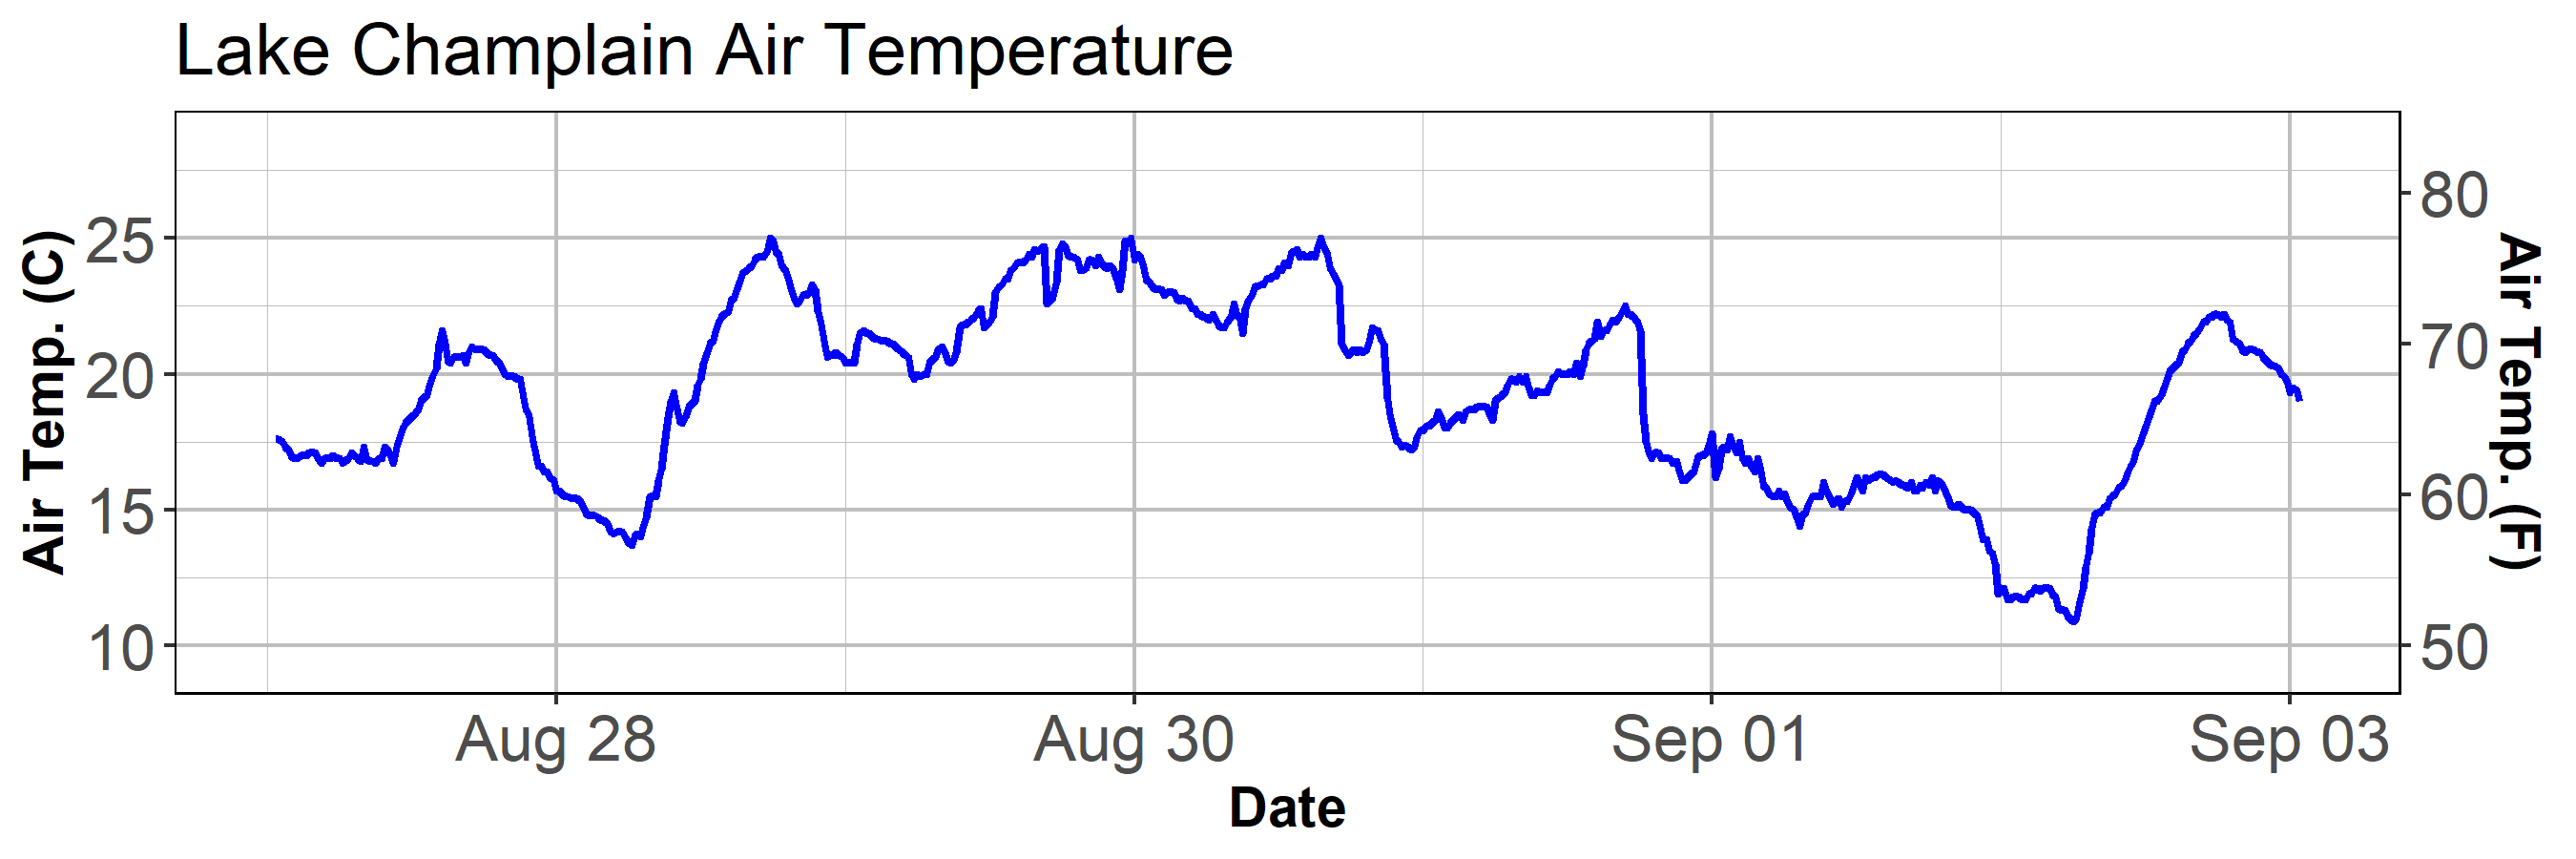 Lake Champlain Air Temperature
Air Temp. (C)
25
20
15
10
80
70
60
50
Air Temp. (F)
Aug 28
Aug 30
Sep 01
Sep 03
Date